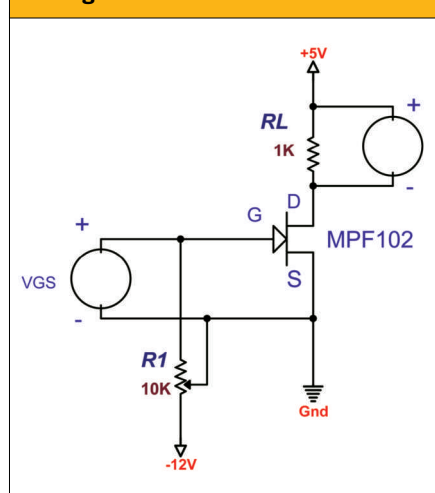 +5V
RL
1K
+
-
G
D
S
MPF102
+
VGS
-
R1
10K
-12V
Gnd